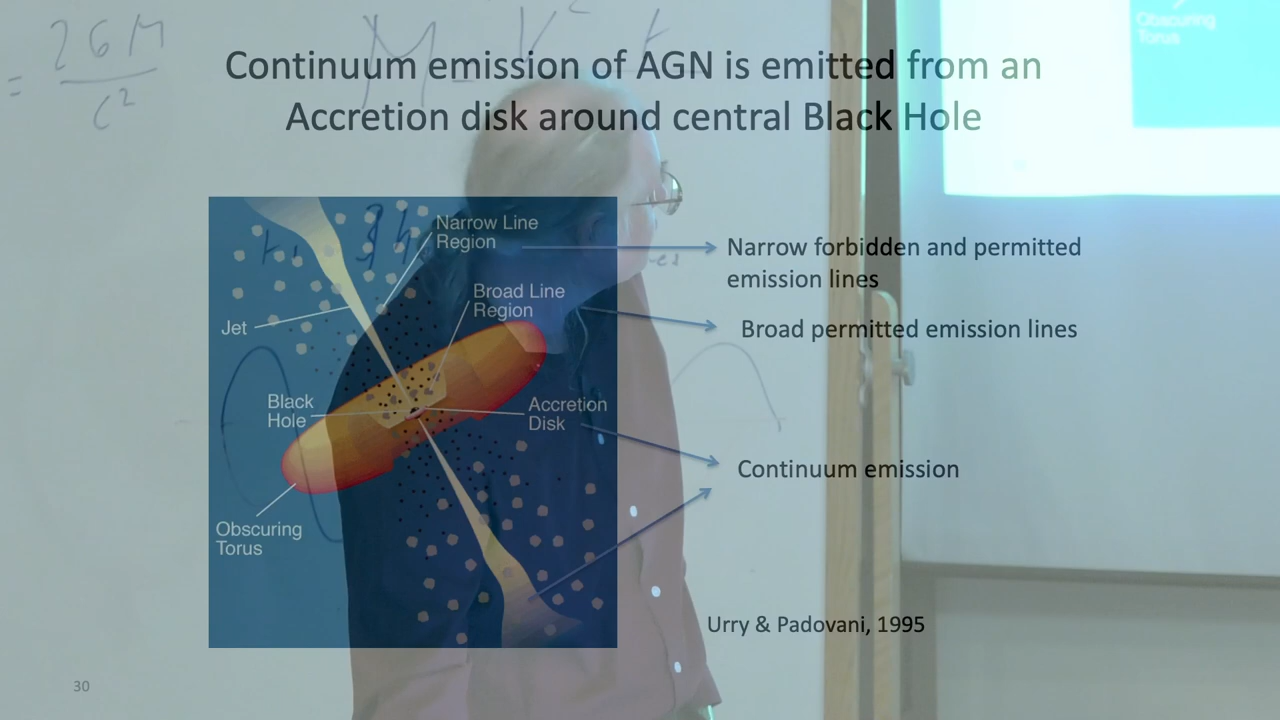 2GM
=
c²
M
V²
Continuum emission of AGN is emitted from an
Accretion disk around central Black Hole
Obscuring
Torus
Narrow Line
Region
Narrow forbidden and permitted
emission lines
Broad Line
Region
Jet
Broad permitted emission lines
Black
Hole
Accretion
Disk
Continuum emission
Obscuring
Torus
Urry & Padovani, 1995
30